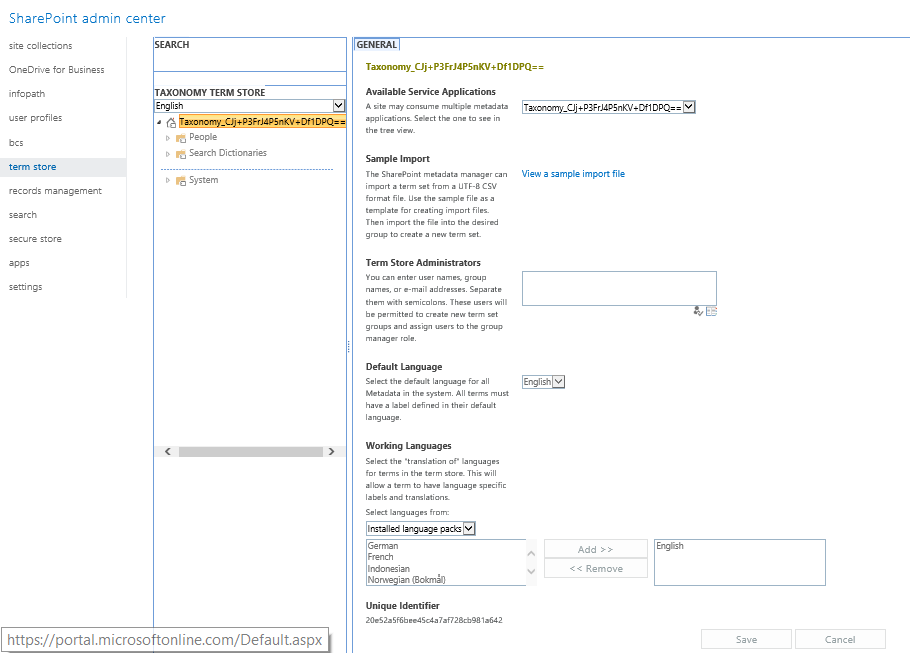 SharePoint admin center
site collections
OneDrive for Business
infopath
user profiles
bcs
term store
records management
search
secure store
apps
settings
SEARCH
TAXONOMY TERM STORE
English
Taxonomy_CJj+P3FrJ4P5nKV+Df1DPQ==
People
Search Dictionaries
System
GENERAL
Taxonomy_CJj+P3FrJ4P5nKV+Df1DPQ==
Available Service Applications
A site may consume multiple metadata
applications. Select the one to see in
the tree view.
Taxonomy_CJj+P3FrJ4P5nKV+Df1DPQ==
Sample Import
The SharePoint metadata manager can
import a term set from a UTF-8 CSV
format file. Use the sample file as a
template for creating import files.
Then import the file into the desired
group to create a new term set.
View a sample import file
Term Store Administrators
You can enter user names, group
names, or e-mail addresses. Separate
them with semicolons. These users will
be permitted to create new term set
groups and assign users to the group
manager role.
Default Language
Select the default language for all
Metadata in the system. All terms must
have a label defined in their default
language.
English
Working Languages
Select the "translation of" languages
for terms in the term store. This will
allow a term to have language specific
labels and translations.
Select languages from:
Installed language packs
German
French
Indonesian
Norwegian (Bokmål)
Add >>
<< Remove
English
Unique Identifier
20e52a5f6bee45c4a7af728cb981a642
Save
Cancel
https://portal.microsoftonline.com/Default.aspx